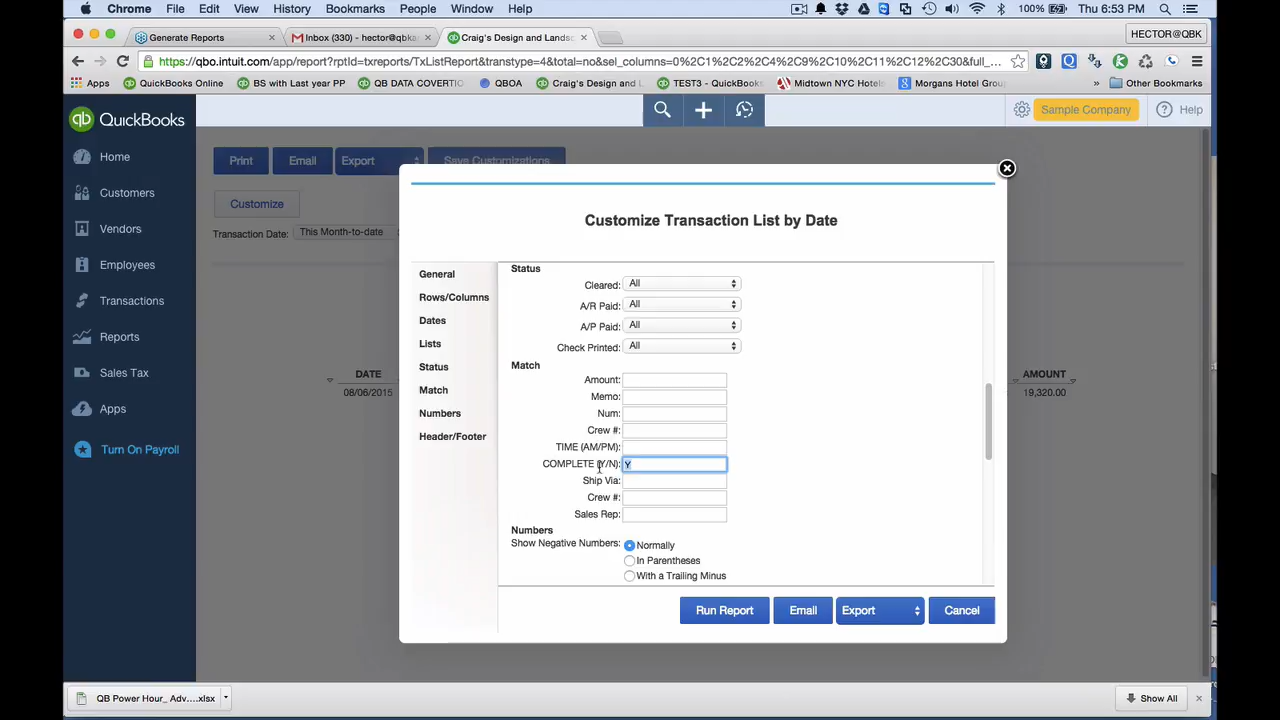 Chrome File Edit View History Bookmarks People Window Help 100% Thu 6:53 PM
Generate Reports × Inbox (330) - hector@qbka × Craig's Design and Lands × HECTOR@QBK
https://qbo.intuit.com/app/report?rptId=txreports/TxListReport&transtype=4&total=no&sel_columns=0%2C1%2C2%2C4%2C9%2C10%2C11%2C12%2C30&full_...
Apps QuickBooks Online BS with Last year PP QB DATA COVERTIO QBOA Craig's Design and L TEST3 - QuickBooks Midtown NYC Hotels Morgans Hotel Group » Other Bookmarks
qb QuickBooks Sample Company Help
Home
Customers
Vendors
Employees
Transactions
Reports
Sales Tax
Apps
Turn On Payroll
Print Email Export Save Customizations
Customize
Transaction Date: This Month-to-date
DATE AMOUNT
08/06/2015 19,320.00
Customize Transaction List by Date
General
Rows/Columns
Dates
Lists
Status
Match
Numbers
Header/Footer
Status
Cleared: All
A/R Paid: All
A/P Paid: All
Check Printed: All
Match
Amount:
Memo:
Num:
Crew #:
TIME (AM/PM):
COMPLETE (Y/N): Y
Ship Via:
Crew #:
Sales Rep:
Numbers
Show Negative Numbers: Normally
In Parentheses
With a Trailing Minus
Run Report Email Export Cancel
QB Power Hour_ Adv....xlsx Show All ×